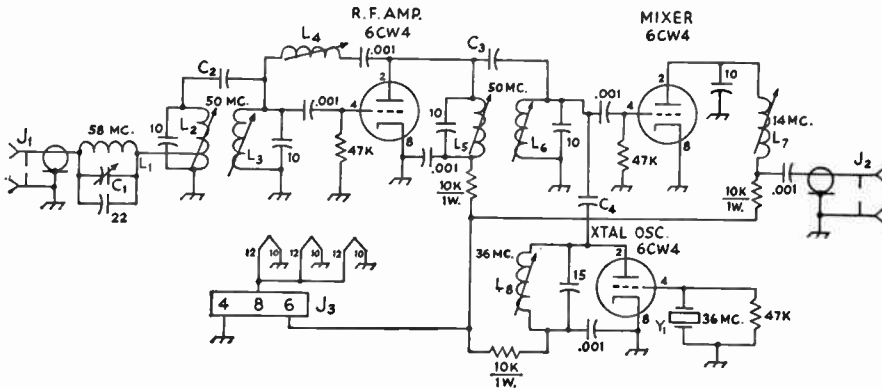 R.F. AMP.
6CW4
MIXER
6CW4
L4
.001
C3
C2
2
2
10
50 MC.
50 MC.
.001
4
.001
4
14 MC.
L7
58 MC.
10
L2
10
J1
L3
10
8
L5
L6
10
8
J2
L1
47K
.001
47K
C1
10K
1W.
10K
1W.
.001
22
C4
XTAL OSC.
6CW4
12
10
12
10
12
10
36 MC.
2
15
4
L8
4
8
6
J3
8
Y1
36 MC.
47K
.001
10K
1W.